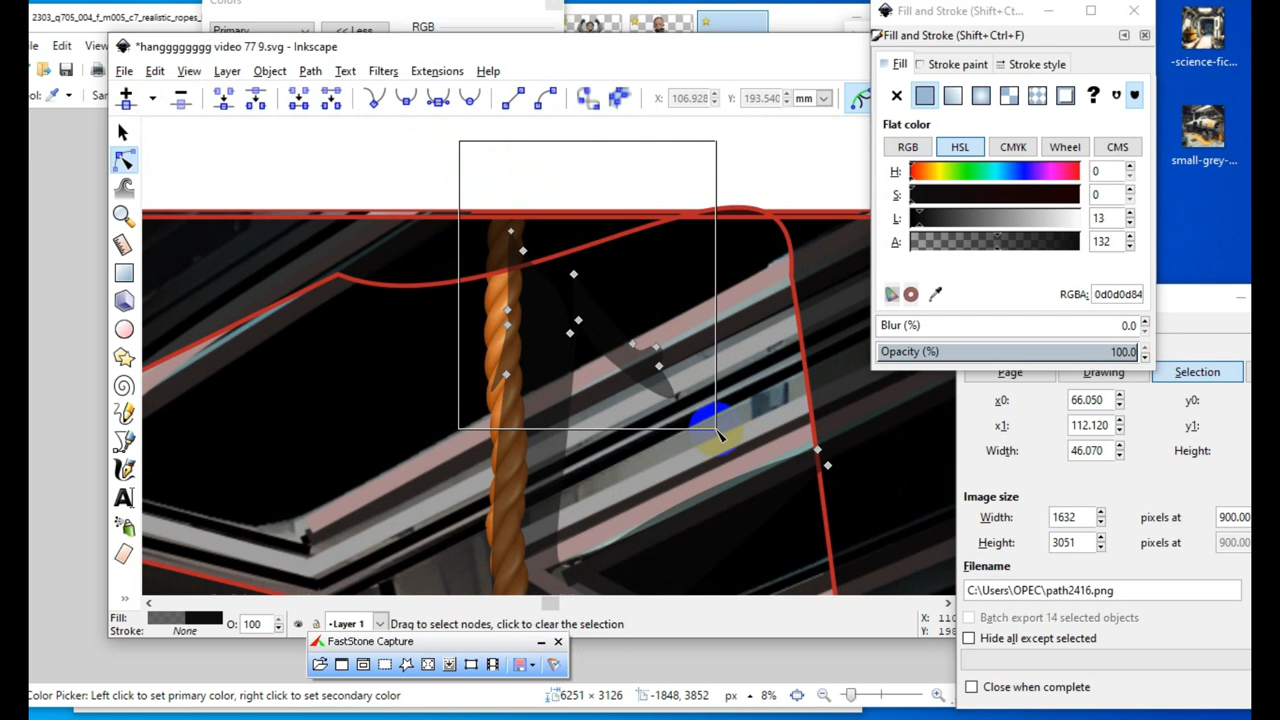 2303_q705_004_f_m005_c7_realistic_ropes_
Colors
Primary
<< Less
RGB
*hangggggggg video 77 9.svg - Inkscape
Edit
File Edit View Layer Object Path Text Filters Extensions Help
X: 106.928 Y: 193.540 mm
Fill and Stroke (Shift+Ct...
Fill and Stroke (Shift+Ctrl+F)
Fill Stroke paint Stroke style
Flat color
RGB HSL CMYK Wheel CMS
H: 0
S: 0
L: 13
A: 132
RGBA: 0d0d0d84
Blur (%) 0.0
Opacity (%) 100.0
-science-fic...
small-grey-...
Page Drawing Selection
x0: 66.050 y0:
x1: 112.120 y1:
Width: 46.070 Height:
Image size
Width: 1632 pixels at 900.00
Height: 3051 pixels at 900.00
Filename
C:\Users\OPEC\path2416.png
Batch export 14 selected objects
Hide all except selected
Close when complete
Fill:
Stroke: None
O: 100
Layer 1
Drag to select nodes, click to clear the selection
FastStone Capture
Color Picker: Left click to set primary color, right click to set secondary color
6251 × 3126 -1848, 3852 px 8%